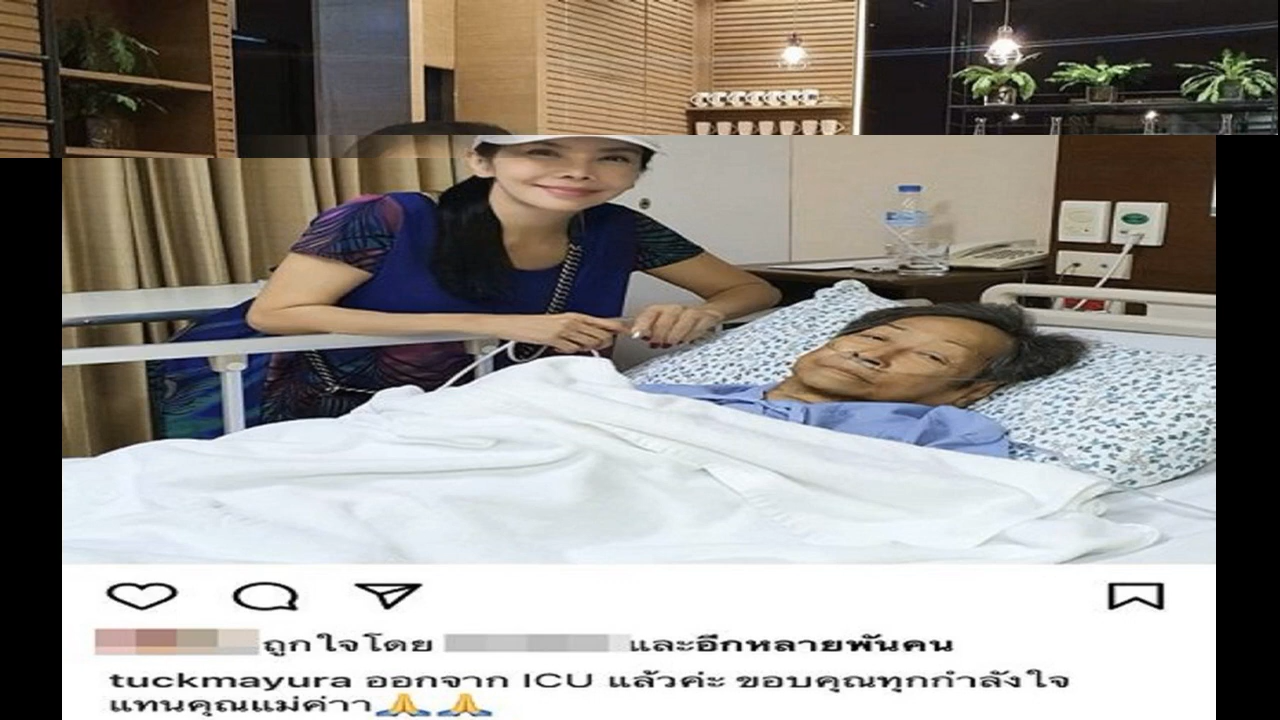 ถูกใจโดย และอีกหลายพันคน
tuckmayura ออกจาก ICU แล้วค่ะ ขอบคุณทุกกำลังใจ
แทนคุณแม่ค่าา🙏🙏